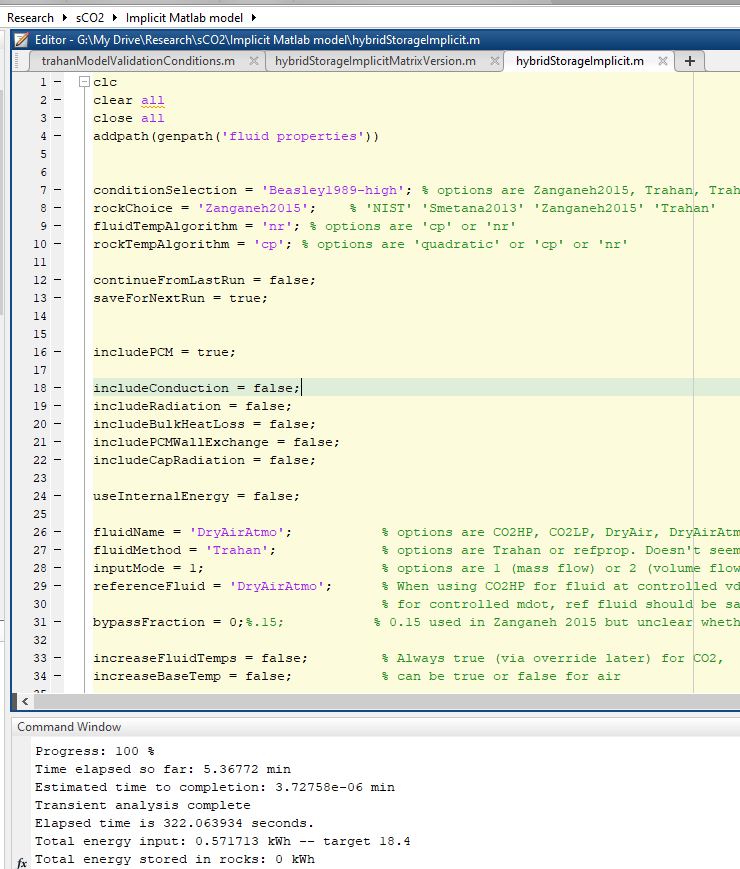 Research ▸ sCO2 ▸ Implicit Matlab model ▸
Editor - G:\My Drive\Research\sCO2\Implicit Matlab model\hybridStorageImplicit.m
trahanModelValidationConditions.m × hybridStorageImplicitMatrixVersion.m × hybridStorageImplicit.m × +
1 – clc
2 – clear all
3 – close all
4 – addpath(genpath('fluid properties'))
5
6
7 – conditionSelection = 'Beasley1989-high'; % options are Zanganeh2015, Trahan, Trah
8 – rockChoice = 'Zanganeh2015'; % 'NIST' 'Smetana2013' 'Zanganeh2015' 'Trahan'
9 – fluidTempAlgorithm = 'nr'; % options are 'cp' or 'nr'
10 – rockTempAlgorithm = 'cp'; % options are 'quadratic' or 'cp' or 'nr'
11
12 – continueFromLastRun = false;
13 – saveForNextRun = true;
14
15
16 – includePCM = true;
17
18 – includeConduction = false;
19 – includeRadiation = false;
20 – includeBulkHeatLoss = false;
21 – includePCMWallExchange = false;
22 – includeCapRadiation = false;
23
24 – useInternalEnergy = false;
25
26 – fluidName = 'DryAirAtmo'; % options are CO2HP, CO2LP, DryAir, DryAirAtm
27 – fluidMethod = 'Trahan'; % options are Trahan or refprop. Doesn't seem
28 – inputMode = 1; % options are 1 (mass flow) or 2 (volume flow
29 – referenceFluid = 'DryAirAtmo'; % When using CO2HP for fluid at controlled vd
30 % for controlled mdot, ref fluid should be sa
31 – bypassFraction = 0;%.15; % 0.15 used in Zanganeh 2015 but unclear wheth
32
33 – increaseFluidTemps = false; % Always true (via override later) for CO2,
34 – increaseBaseTemp = false; % can be true or false for air
Command Window
Progress: 100 %
Time elapsed so far: 5.36772 min
Estimated time to completion: 3.72758e-06 min
Transient analysis complete
Elapsed time is 322.063934 seconds.
Total energy input: 0.571713 kWh -- target 18.4
fx Total energy stored in rocks: 0 kWh